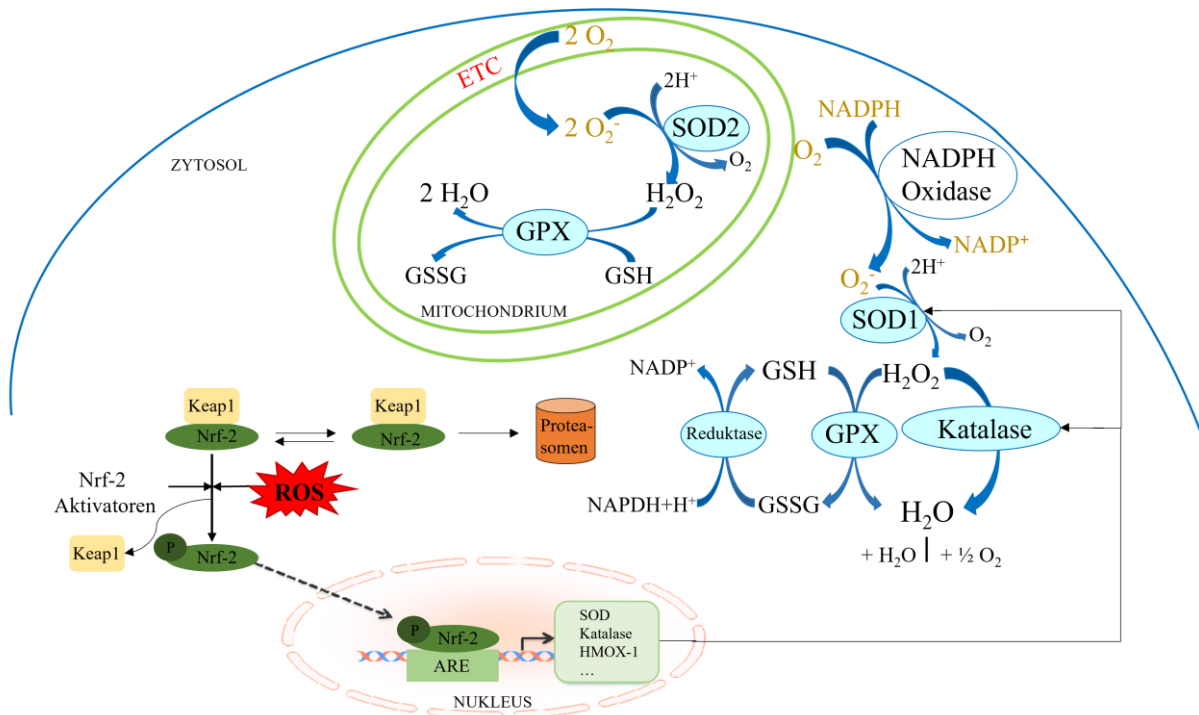 2 O₂
ETC
2H⁺
2 O₂⁻
SOD2
O₂
2 H₂O
H₂O₂
GPX
GSSG
GSH
MITOCHONDRIUM
ZYTOSOL
NADPH
O₂
NADPH
Oxidase
NADP⁺
O₂⁻
2H⁺
SOD1
O₂
NADP⁺
GSH
H₂O₂
Reduktase
GPX
Katalase
NAPDH+H⁺
GSSG
H₂O
+ H₂O
+ ½ O₂
Keap1
Nrf-2
Keap1
Nrf-2
Protea-
somen
Nrf-2
Aktivatoren
ROS
Keap1
P
Nrf-2
P
Nrf-2
ARE
SOD
Katalase
HMOX-1
…
NUKLEUS